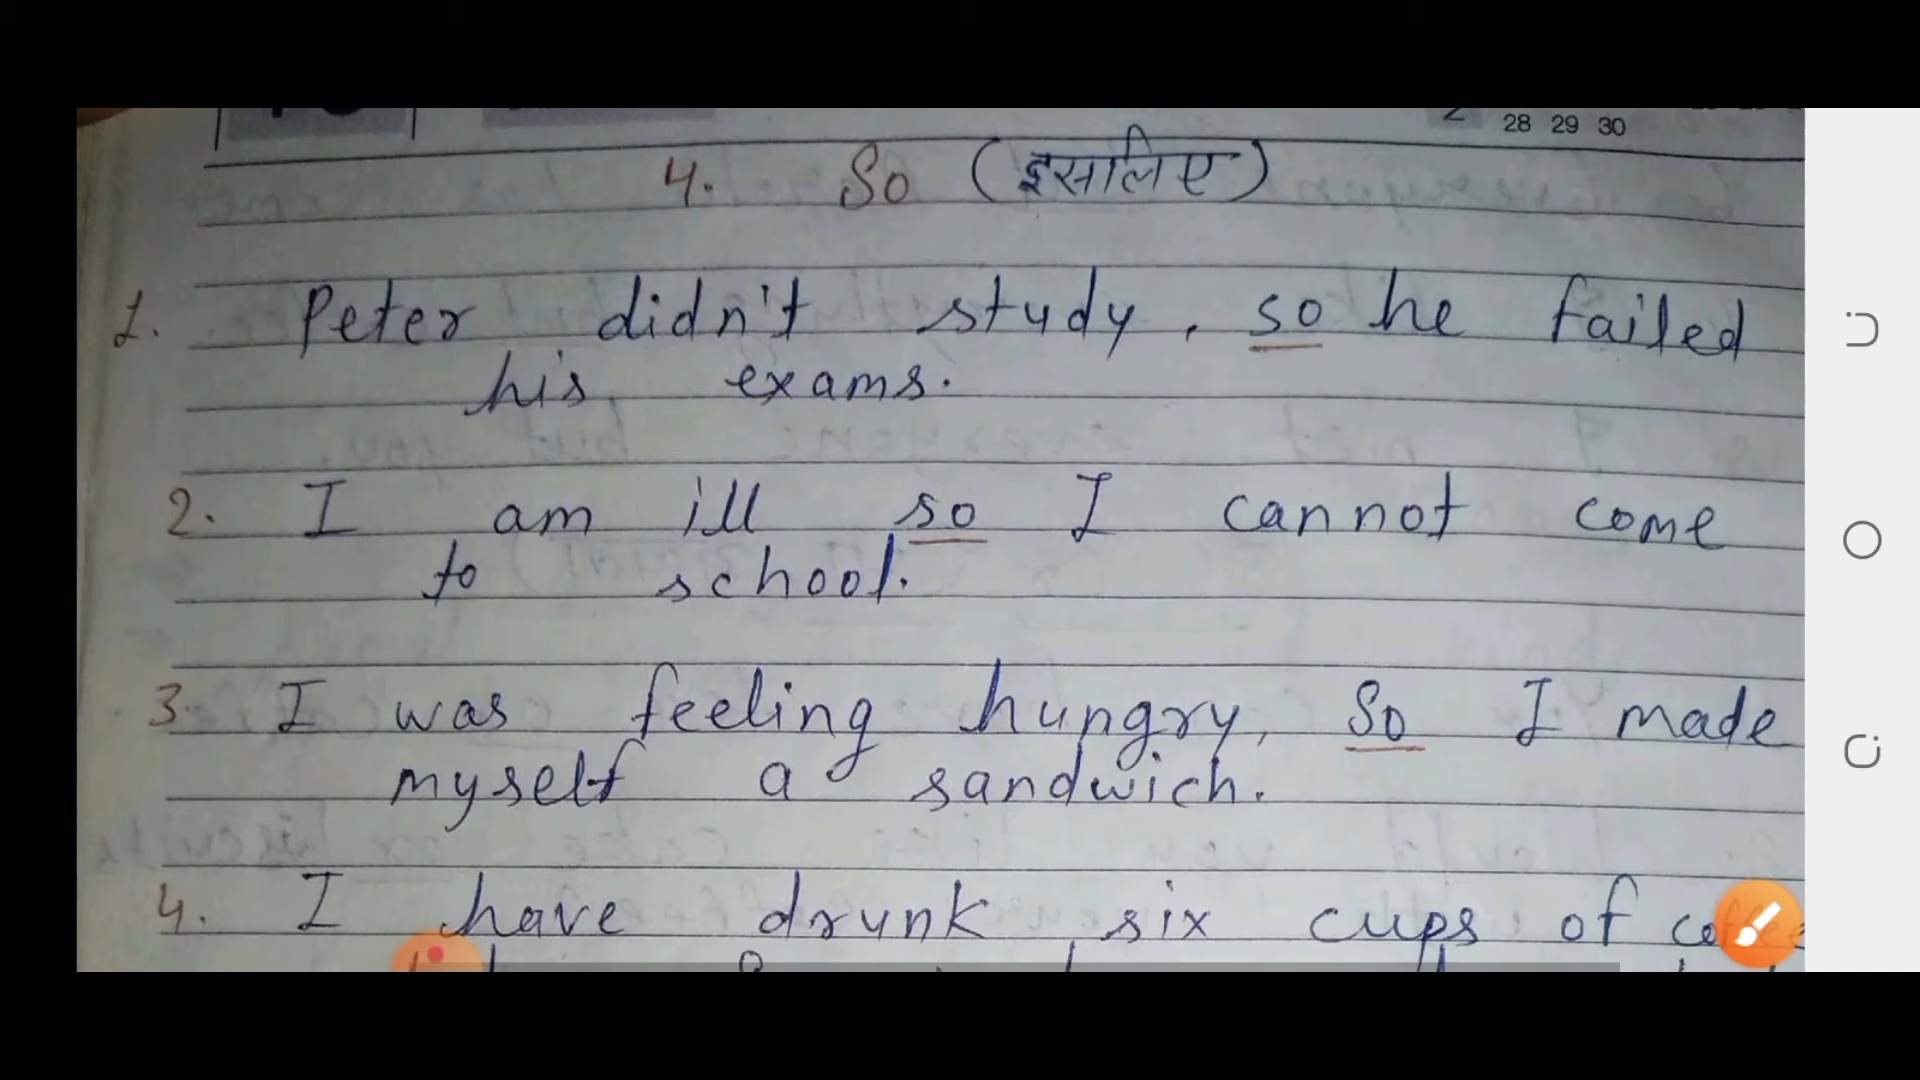 28 29 30
4. So (इसलिए)
1. Peter didn't study, so he failed
his exams.
2. I am ill so I cannot come
to school.
3. I was feeling hungry, So I made
myself a sandwich.
4. I have drunk six cups of